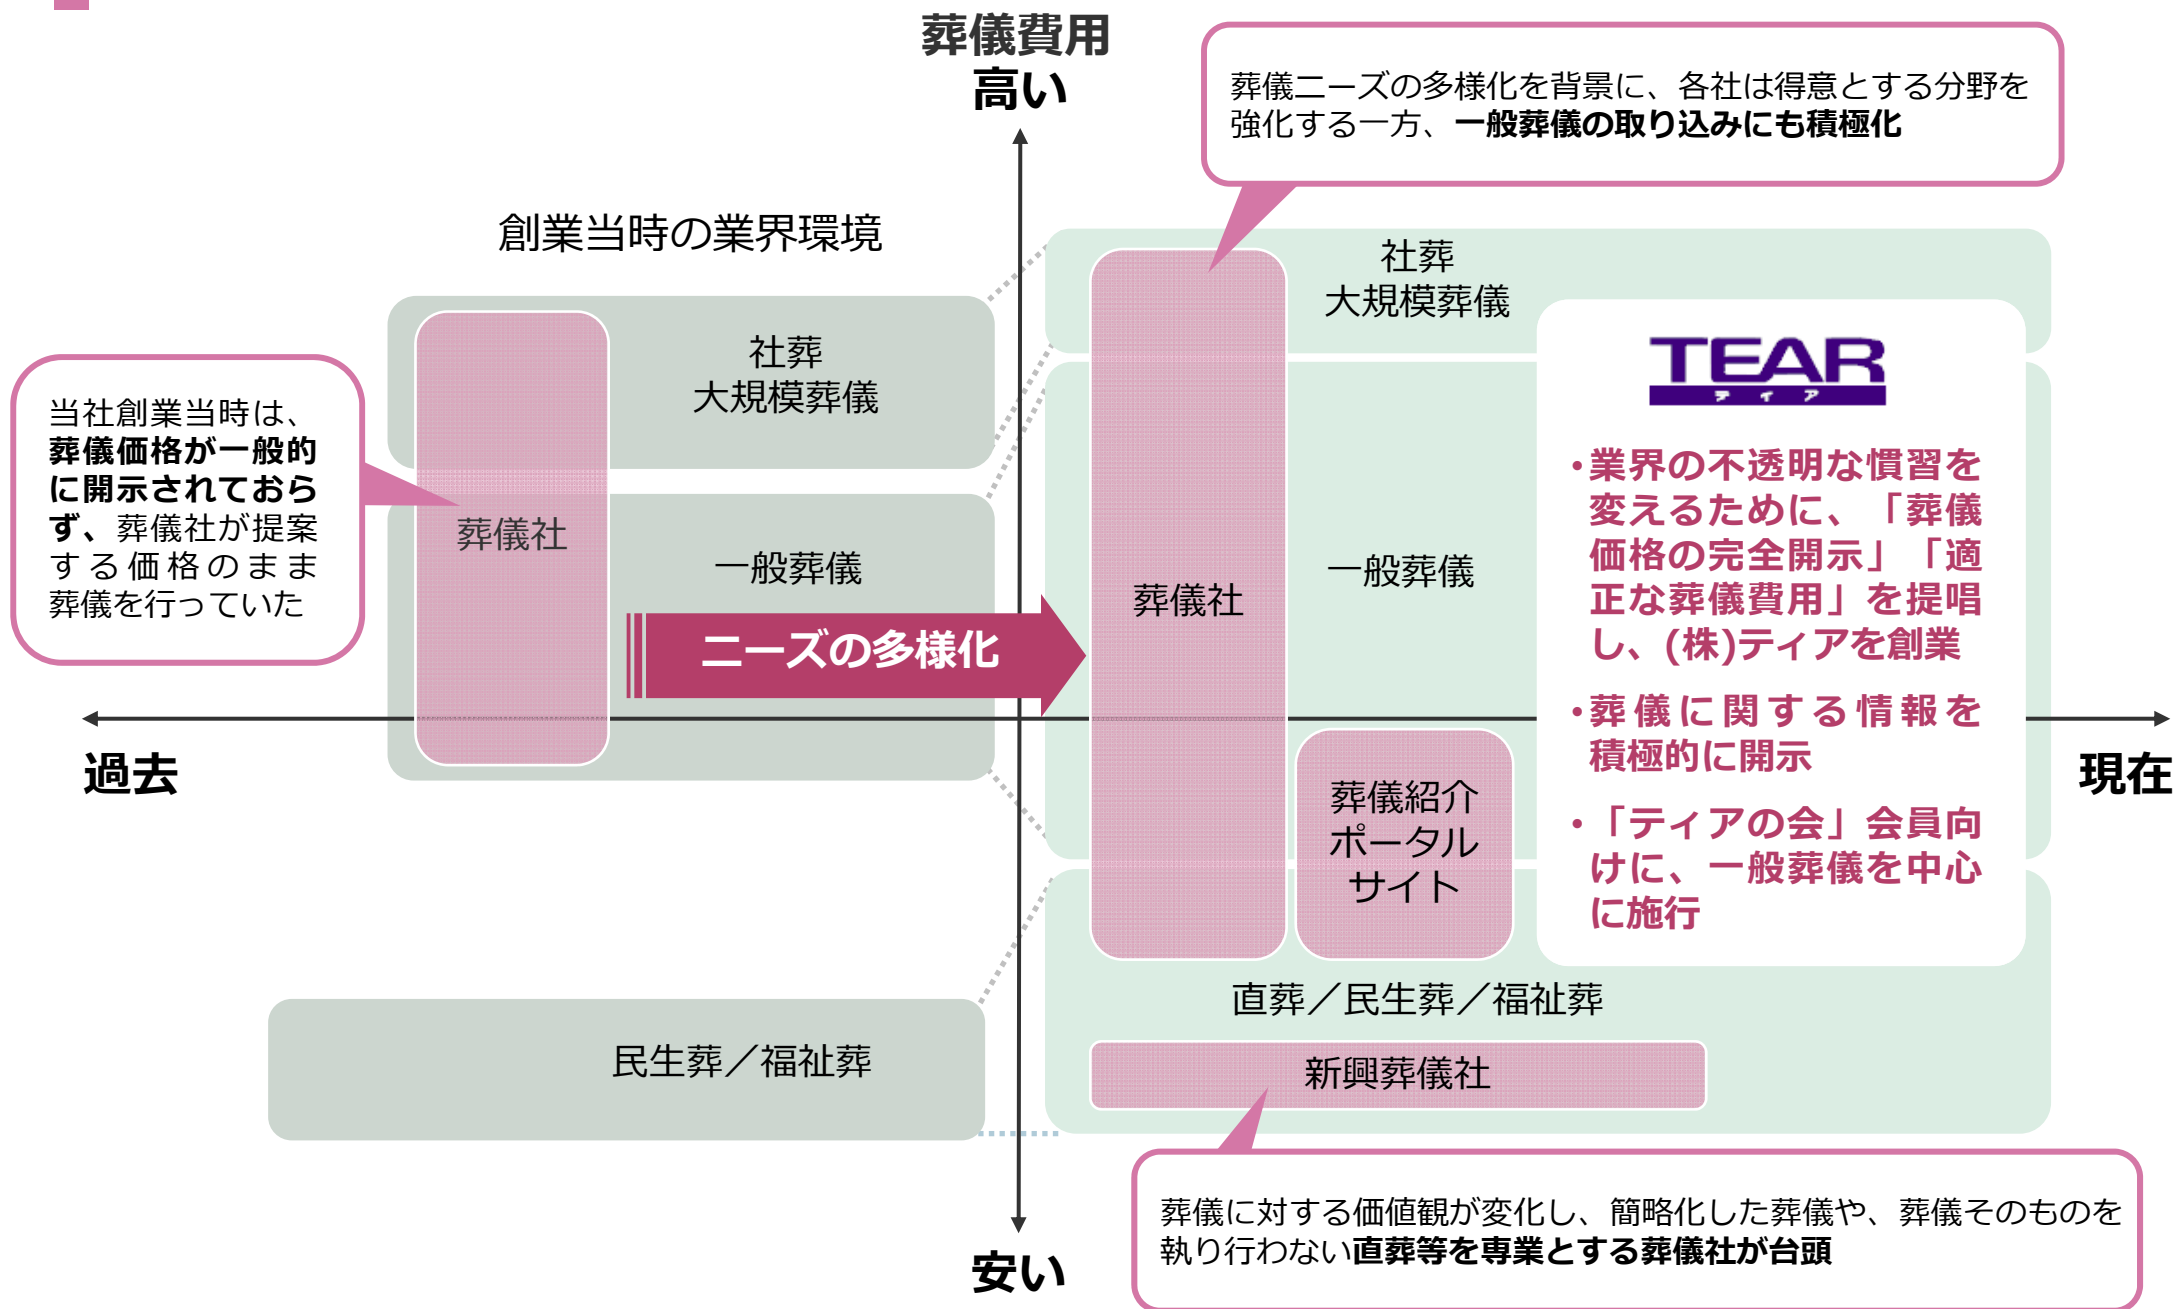 葬儀費用
高い
葬儀ニーズの多様化を背景に、各社は得意とする分野を
強化する一方、一般葬儀の取り込みにも積極化
創業当時の業界環境
社葬
大規模葬儀
葬儀社
一般葬儀
当社創業当時は、
葬儀価格が一般的
に開示されておら
ず、葬儀社が提案
する価格のまま
葬儀を行っていた
ニーズの多様化
過去
現在
民生葬／福祉葬
社葬
大規模葬儀
葬儀社
一般葬儀
葬儀紹介
ポータル
サイト
TEAR
ティア
・業界の不透明な慣習を
変えるために、「葬儀
価格の完全開示」「適
正な葬儀費用」を提唱
し、(株)ティアを創業
・葬儀に関する情報を
積極的に開示
・「ティアの会」会員向
けに、一般葬儀を中心
に施行
直葬／民生葬／福祉葬
新興葬儀社
葬儀に対する価値観が変化し、簡略化した葬儀や、葬儀そのものを
執り行わない直葬等を専業とする葬儀社が台頭
安い